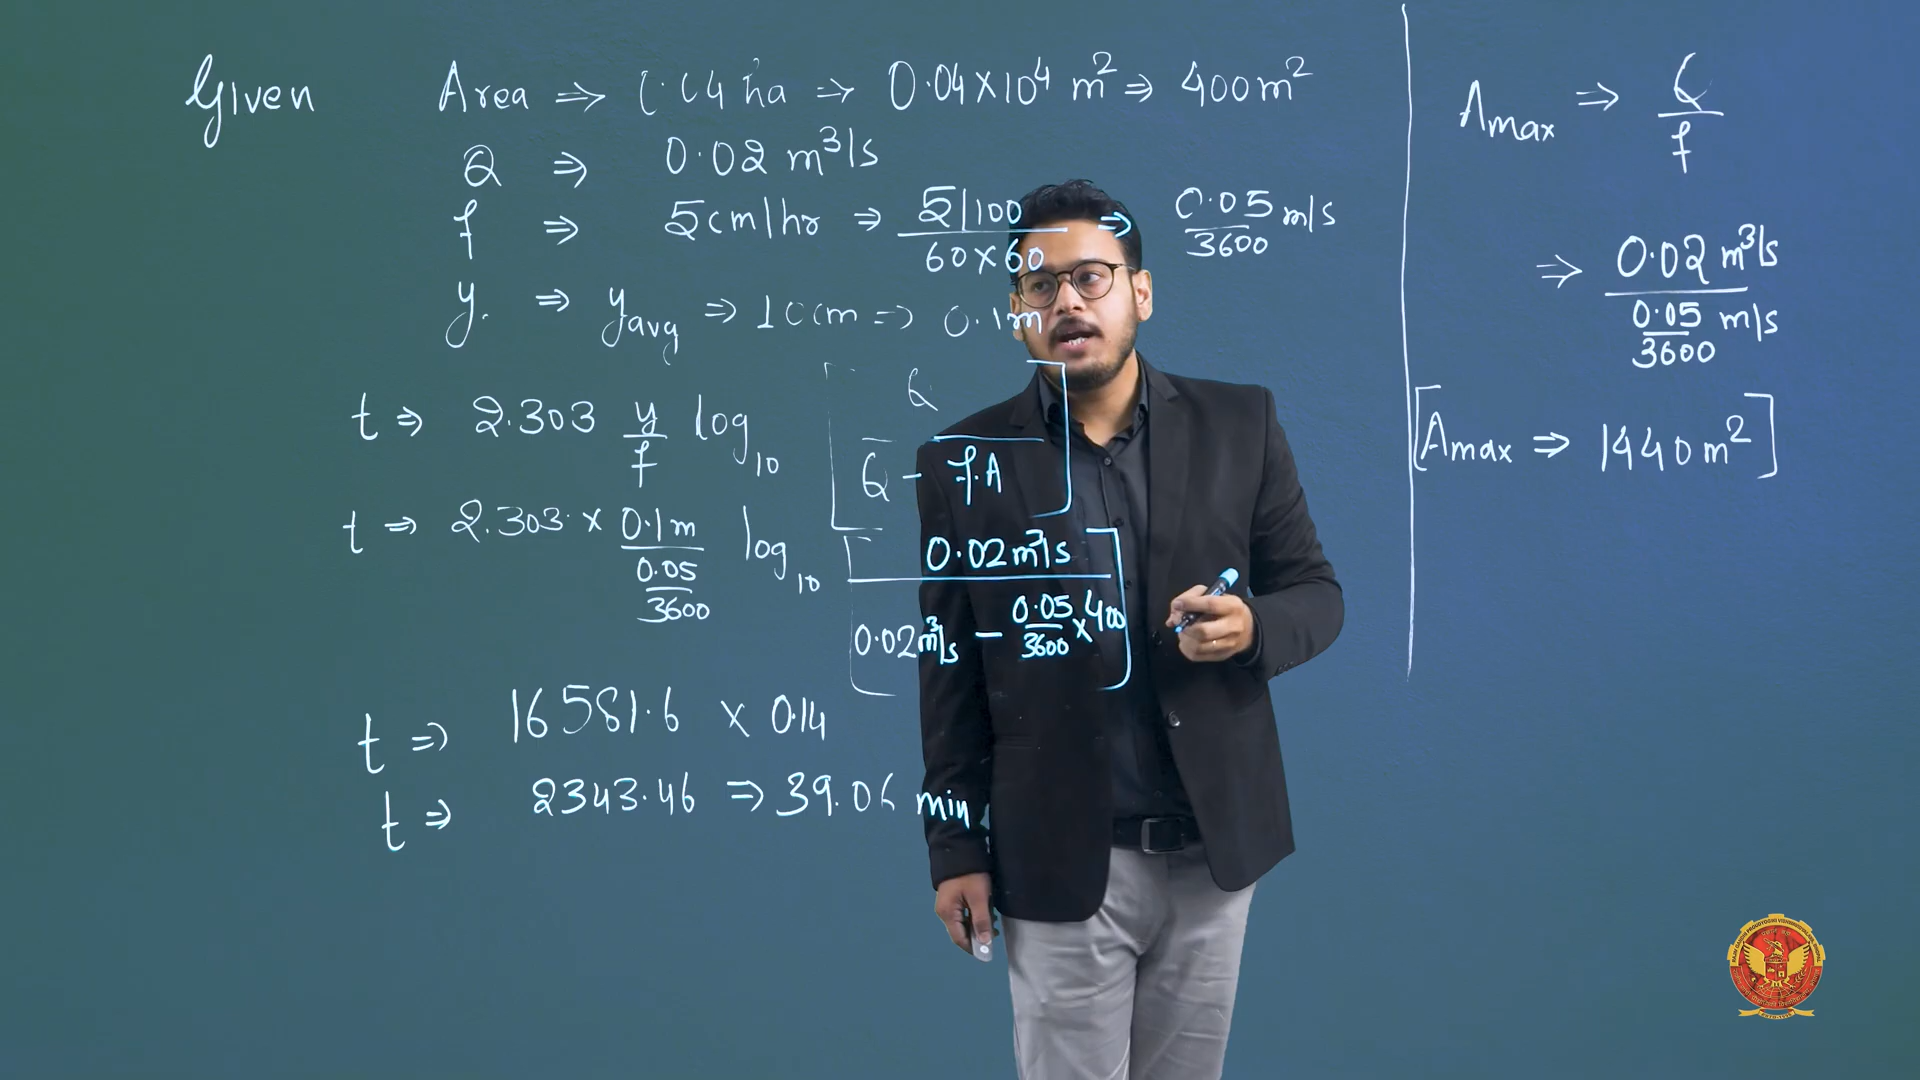 Given Area ⇒ 0.04 ha ⇒ 0.04×10⁴ m² ⇒ 400m²
Q ⇒ 0.02 m³/s
f ⇒ 5cm/hr ⇒ (5/100)/(60×60) ⇒ 0.05/3600 m/s
y. ⇒ yavg ⇒ 10cm => 0.1m
t ⇒ 2.303 y/f log₁₀ [Q/(Q - f.A)]
t ⇒ 2.303 × 0.1m/(0.05/3600) log₁₀ [0.02m³/s/(0.02m³/s - 0.05/3600 × 400)]
t ⇒ 16581.6 × 0.14
t ⇒ 2343.46 ⇒ 39.06 min
Amax ⇒ Q/f
⇒ 0.02 m³/s/(0.05/3600 m/s)
[Amax ⇒ 1440m²]